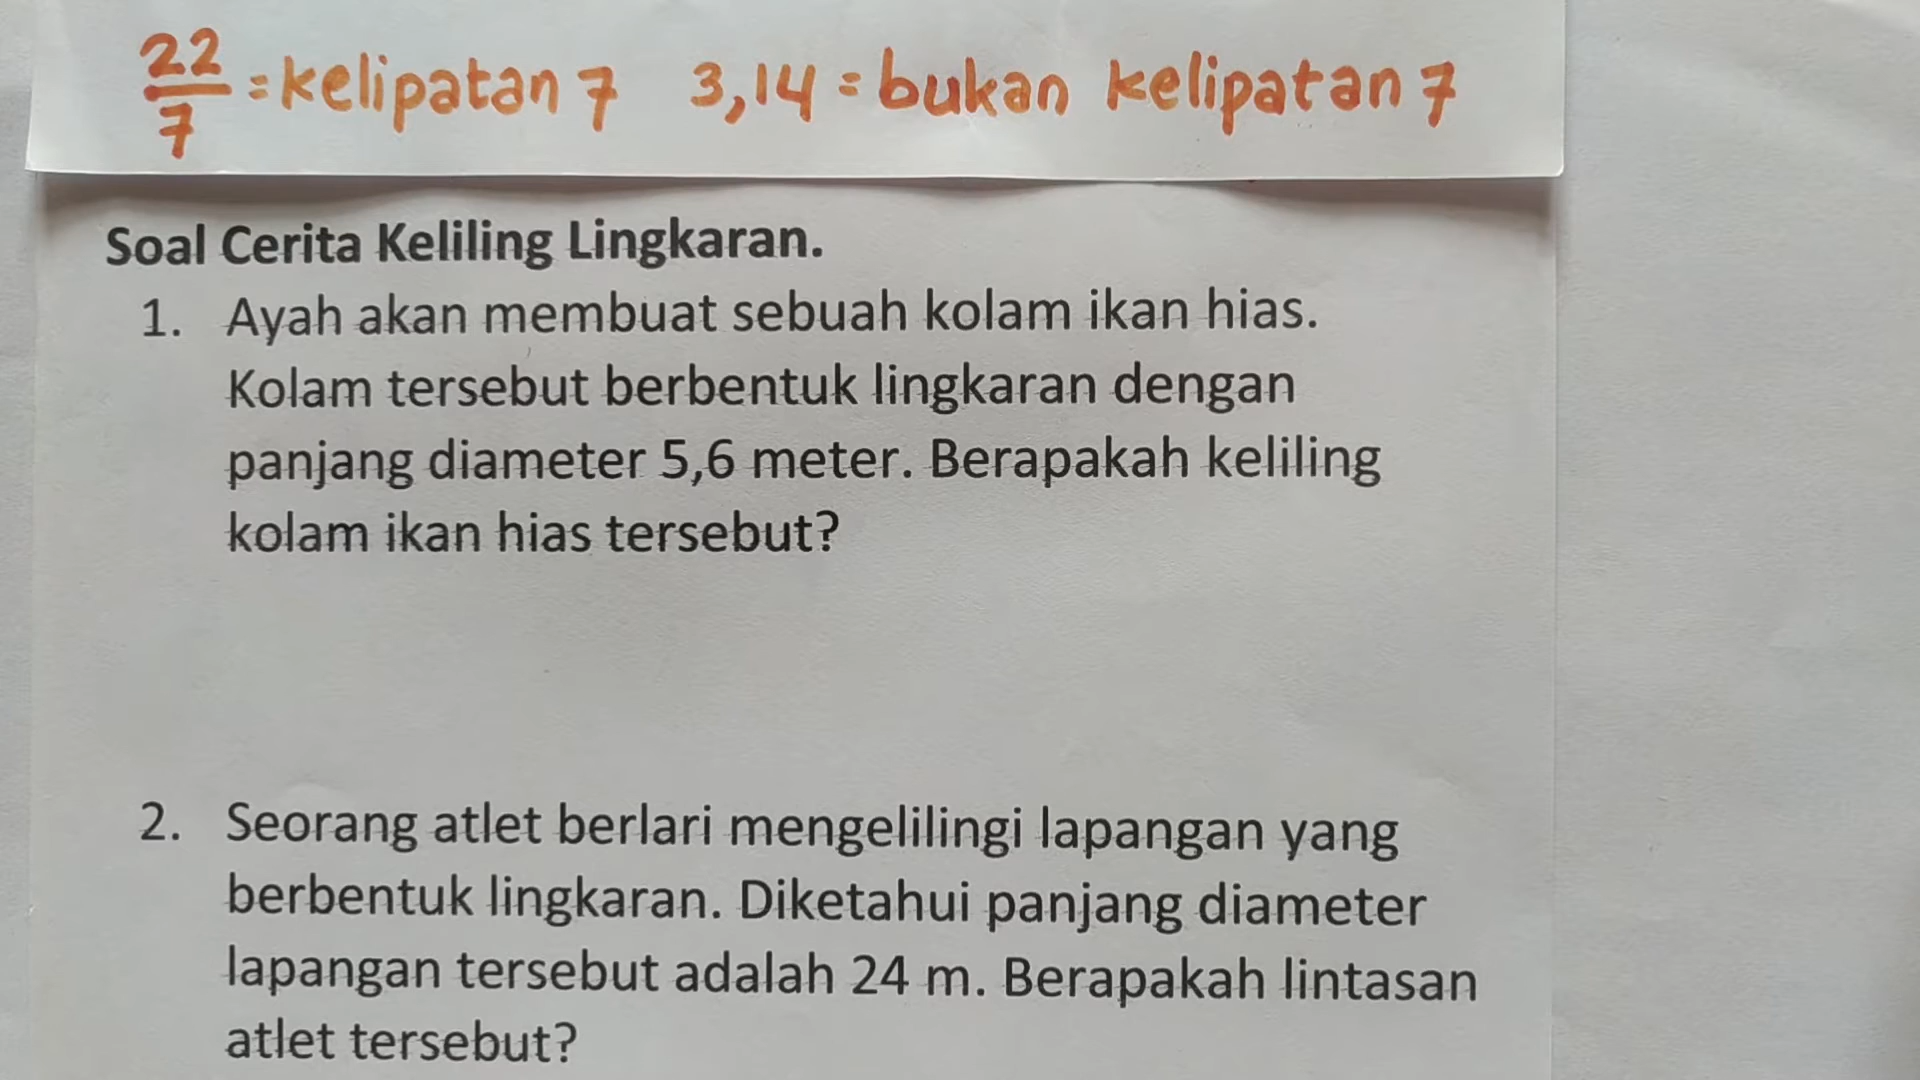 22/7 = kelipatan 7 3,14 = bukan kelipatan 7
Soal Cerita Keliling Lingkaran.
1. Ayah akan membuat sebuah kolam ikan hias.
Kolam tersebut berbentuk lingkaran dengan
panjang diameter 5,6 meter. Berapakah keliling
kolam ikan hias tersebut?
2. Seorang atlet berlari mengelilingi lapangan yang
berbentuk lingkaran. Diketahui panjang diameter
lapangan tersebut adalah 24 m. Berapakah lintasan
atlet tersebut?